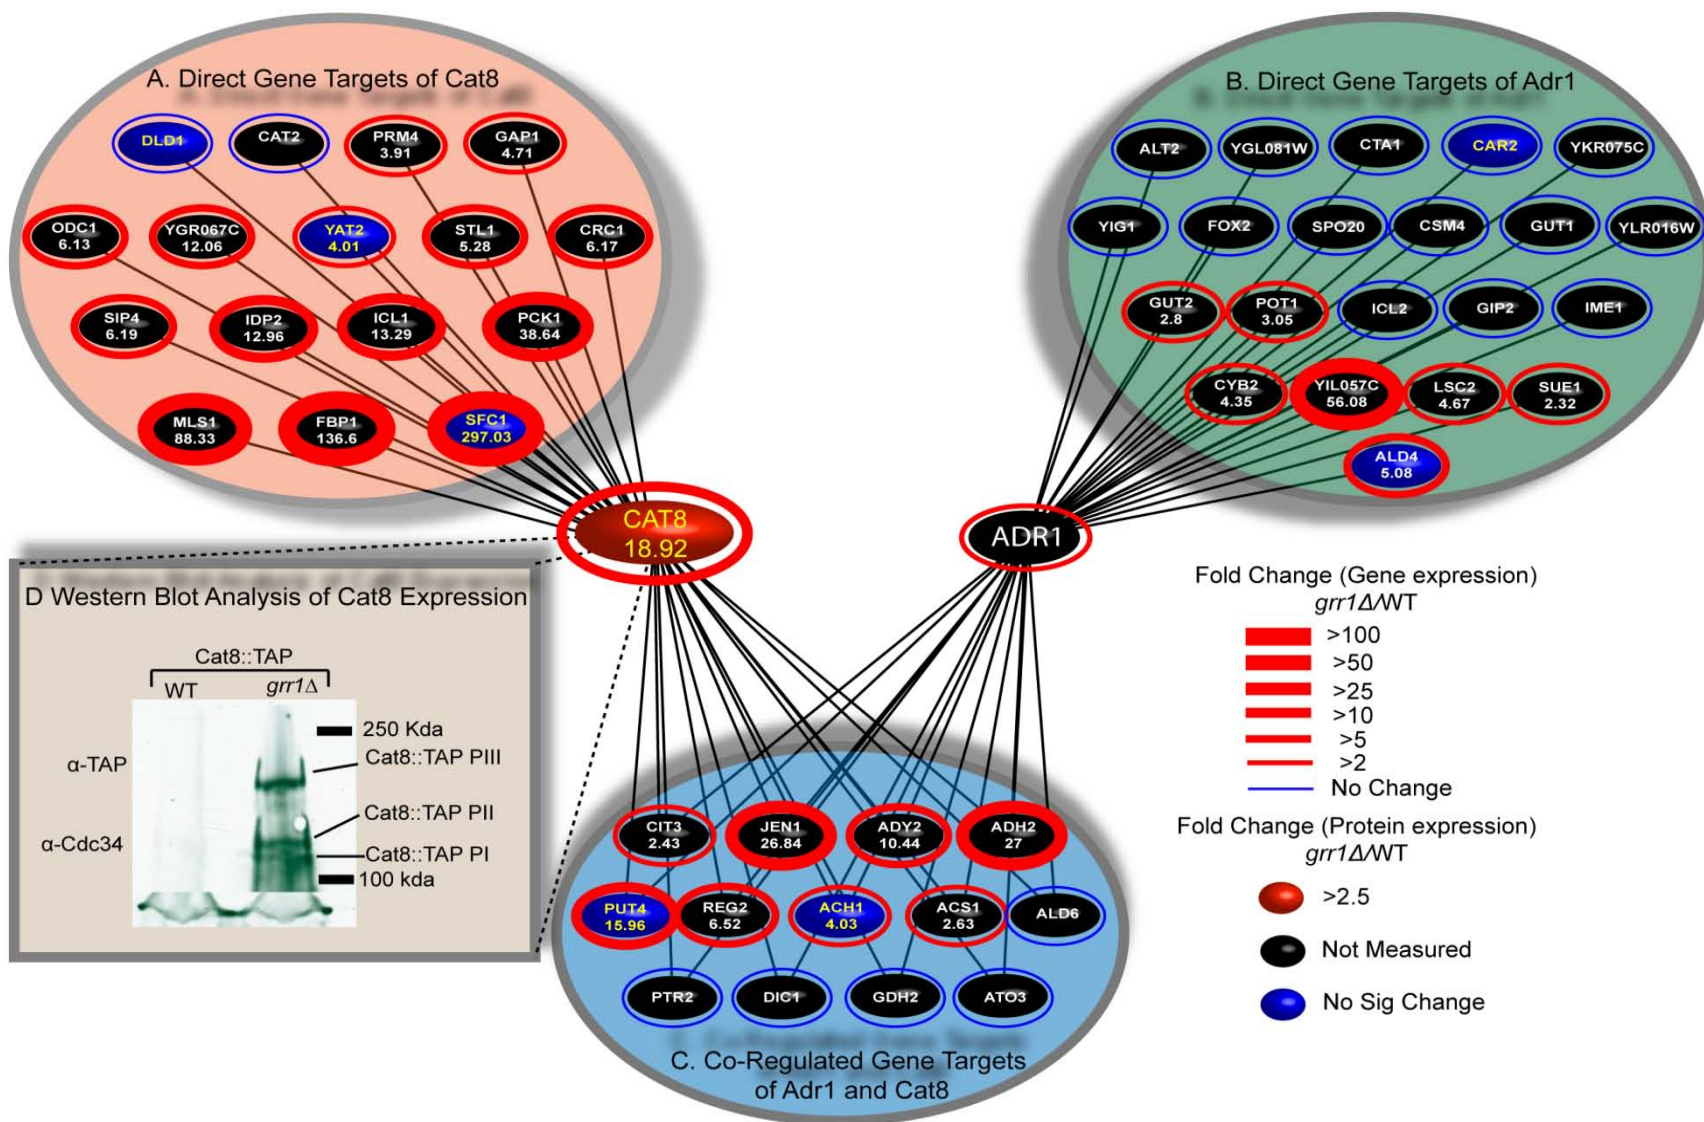 A. Direct Gene Targets of Cat8
DLD1
CAT2
PRM4
3.91
GAP1
4.71
ODC1
6.13
YGR067C
12.06
YAT2
4.01
STL1
5.28
CRC1
6.17
SIP4
6.19
IDP2
12.96
ICL1
13.29
PCK1
38.64
MLS1
88.33
FBP1
136.6
SFC1
297.03
B. Direct Gene Targets of Adr1
ALT2
YGL081W
CTA1
CAR2
YKR075C
YIG1
FOX2
SPO20
CSM4
GUT1
YLR016W
GUT2
2.8
POT1
3.05
ICL2
GIP2
IME1
CYB2
4.35
YIL057C
56.08
LSC2
4.67
SUE1
2.32
ALD4
5.08
CAT8
18.92
ADR1
D Western Blot Analysis of Cat8 Expression
Cat8::TAP
WT
grr1Δ
250 Kda
α-TAP
Cat8::TAP PIII
Cat8::TAP PII
α-Cdc34
Cat8::TAP PI
100 kda
Fold Change (Gene expression)
grr1Δ/WT
>100
>50
>25
>10
>5
>2
No Change
Fold Change (Protein expression)
grr1Δ/WT
>2.5
Not Measured
No Sig Change
CIT3
2.43
JEN1
26.84
ADY2
10.44
ADH2
27
PUT4
15.96
REG2
6.52
ACH1
4.03
ACS1
2.63
ALD6
PTR2
DIC1
GDH2
ATO3
C. Co-Regulated Gene Targets
of Adr1 and Cat8